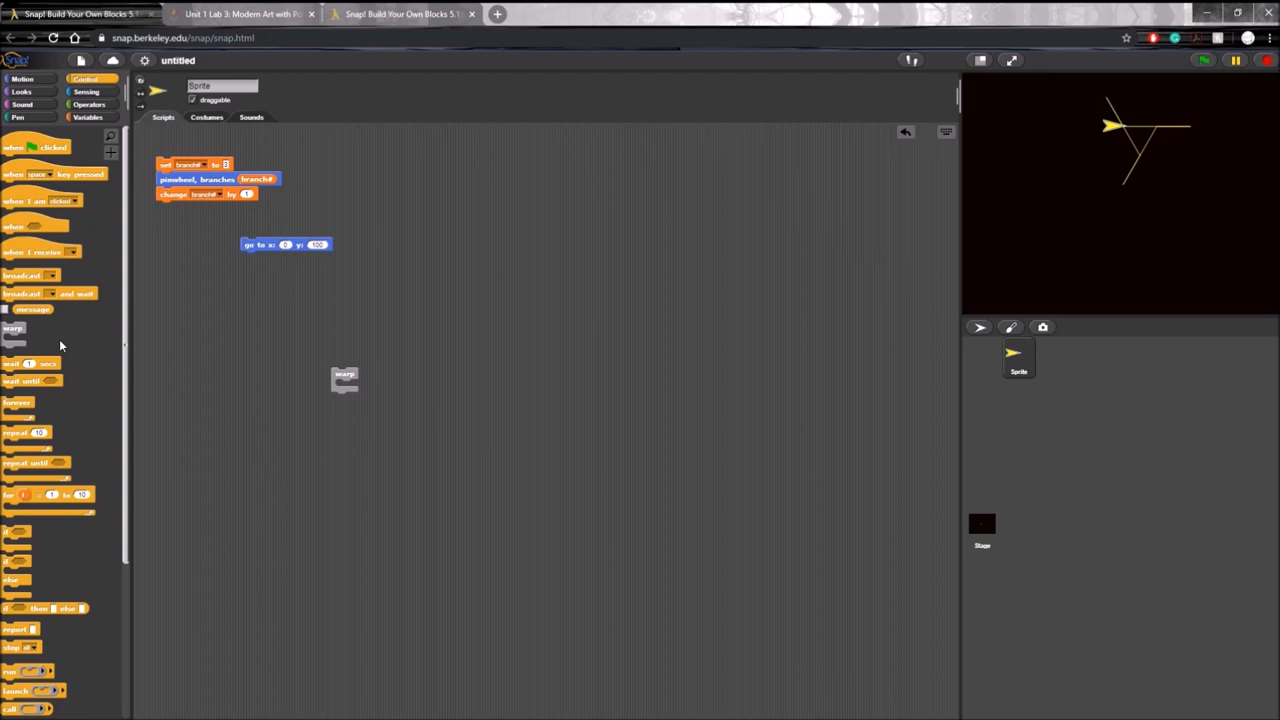 Snap! Build Your Own Blocks 5.1
Unit 1 Lab 3: Modern Art with Po
Snap! Build Your Own Blocks 5.1
snap.berkeley.edu/snap/snap.html
Snap!
untitled
Motion
Control
Looks
Sensing
Sound
Operators
Pen
Variables
Sprite
draggable
Scripts
Costumes
Sounds
when clicked
when space key pressed
when I am clicked
when
when I receive
broadcast
broadcast and wait
message
warp
wait 1 secs
wait until
forever
repeat 10
repeat until
for i = 1 to 10
if
if
else
if then else
report
stop all
run
launch
call
set branch# to 3
pinwheel, branches branch#
change branch# by 1
go to x: 0 y: 100
warp
Sprite
Stage